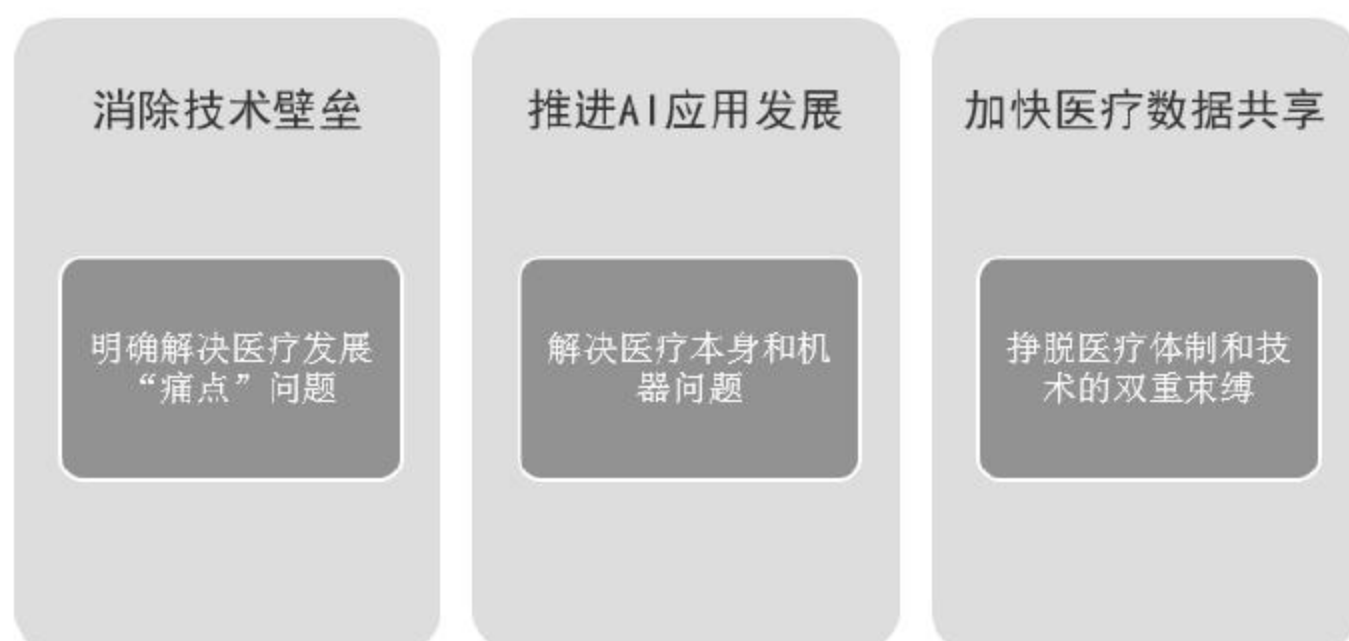 消除技术壁垒
明确解决医疗发展
“痛点”问题
推进AI应用发展
解决医疗本身和机
器问题
加快医疗数据共享
挣脱医疗体制和技
术的双重束缚